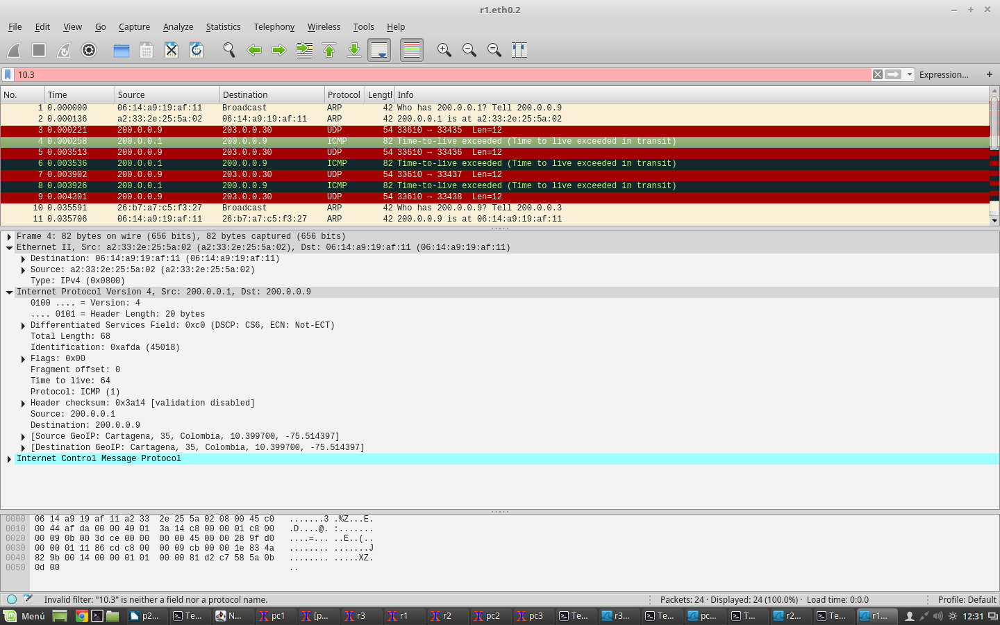 r1.eth0.2
File Edit View Go Capture Analyze Statistics Telephony Wireless Tools Help
10.3 Expression... +
No. Time Source Destination Protocol Length Info
1 0.000000 06:14:a9:19:af:11 Broadcast ARP 42 Who has 200.0.0.1? Tell 200.0.0.9
2 0.000136 a2:33:2e:25:5a:02 06:14:a9:19:af:11 ARP 42 200.0.0.1 is at a2:33:2e:25:5a:02
3 0.000221 200.0.0.9 203.0.0.30 UDP 54 33610 → 33435 Len=12
4 0.000258 200.0.0.1 200.0.0.9 ICMP 82 Time-to-live exceeded (Time to live exceeded in transit)
5 0.003513 200.0.0.9 203.0.0.30 UDP 54 33610 → 33436 Len=12
6 0.003536 200.0.0.1 200.0.0.9 ICMP 82 Time-to-live exceeded (Time to live exceeded in transit)
7 0.003902 200.0.0.9 203.0.0.30 UDP 54 33610 → 33437 Len=12
8 0.003926 200.0.0.1 200.0.0.9 ICMP 82 Time-to-live exceeded (Time to live exceeded in transit)
9 0.004301 200.0.0.9 203.0.0.30 UDP 54 33610 → 33438 Len=12
10 0.035591 26:b7:a7:c5:f3:27 Broadcast ARP 42 Who has 200.0.0.9? Tell 200.0.0.3
11 0.035706 06:14:a9:19:af:11 26:b7:a7:c5:f3:27 ARP 42 200.0.0.9 is at 06:14:a9:19:af:11
Frame 4: 82 bytes on wire (656 bits), 82 bytes captured (656 bits)
Ethernet II, Src: a2:33:2e:25:5a:02 (a2:33:2e:25:5a:02), Dst: 06:14:a9:19:af:11 (06:14:a9:19:af:11)
Destination: 06:14:a9:19:af:11 (06:14:a9:19:af:11)
Source: a2:33:2e:25:5a:02 (a2:33:2e:25:5a:02)
Type: IPv4 (0x0800)
Internet Protocol Version 4, Src: 200.0.0.1, Dst: 200.0.0.9
0100 .... = Version: 4
.... 0101 = Header Length: 20 bytes
Differentiated Services Field: 0xc0 (DSCP: CS6, ECN: Not-ECT)
Total Length: 68
Identification: 0xafda (45018)
Flags: 0x00
Fragment offset: 0
Time to live: 64
Protocol: ICMP (1)
Header checksum: 0x3a14 [validation disabled]
Source: 200.0.0.1
Destination: 200.0.0.9
[Source GeoIP: Cartagena, 35, Colombia, 10.399700, -75.514397]
[Destination GeoIP: Cartagena, 35, Colombia, 10.399700, -75.514397]
Internet Control Message Protocol
0000 06 14 a9 19 af 11 a2 33 2e 25 5a 02 08 00 45 c0 .......3 .%Z...E.
0010 00 44 af da 00 00 40 01 3a 14 c8 00 00 01 c8 00 .D....@. :.......
0020 00 09 0b 00 3d ce 00 00 00 00 45 00 00 28 9f d0 ....=... ..E..(..
0030 00 00 01 11 86 cd c8 00 00 09 cb 00 00 1e 83 4a ........ .......J
0040 82 9b 00 14 00 00 01 01 00 00 81 d2 c7 58 5a 0b ........ .....XZ.
0050 0d 00 ..
Invalid filter: "10.3" is neither a field nor a protocol name. Packets: 24 · Displayed: 24 (100.0%) · Load time: 0:0.0 Profile: Default
Menú p2... Te... N... pc1 [p... r3 r1 r2 pc2 pc3 Te... r3... Te... pc... T... r2... Te... r1... 12:31